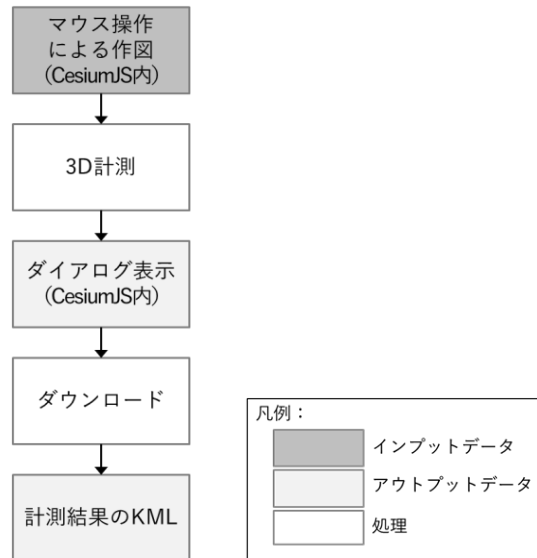 マウス操作
による作図
(CesiumJS内)
3D計測
ダイアログ表示
(CesiumJS内)
ダウンロード
計測結果のKML
凡例：
インプットデータ
アウトプットデータ
処理